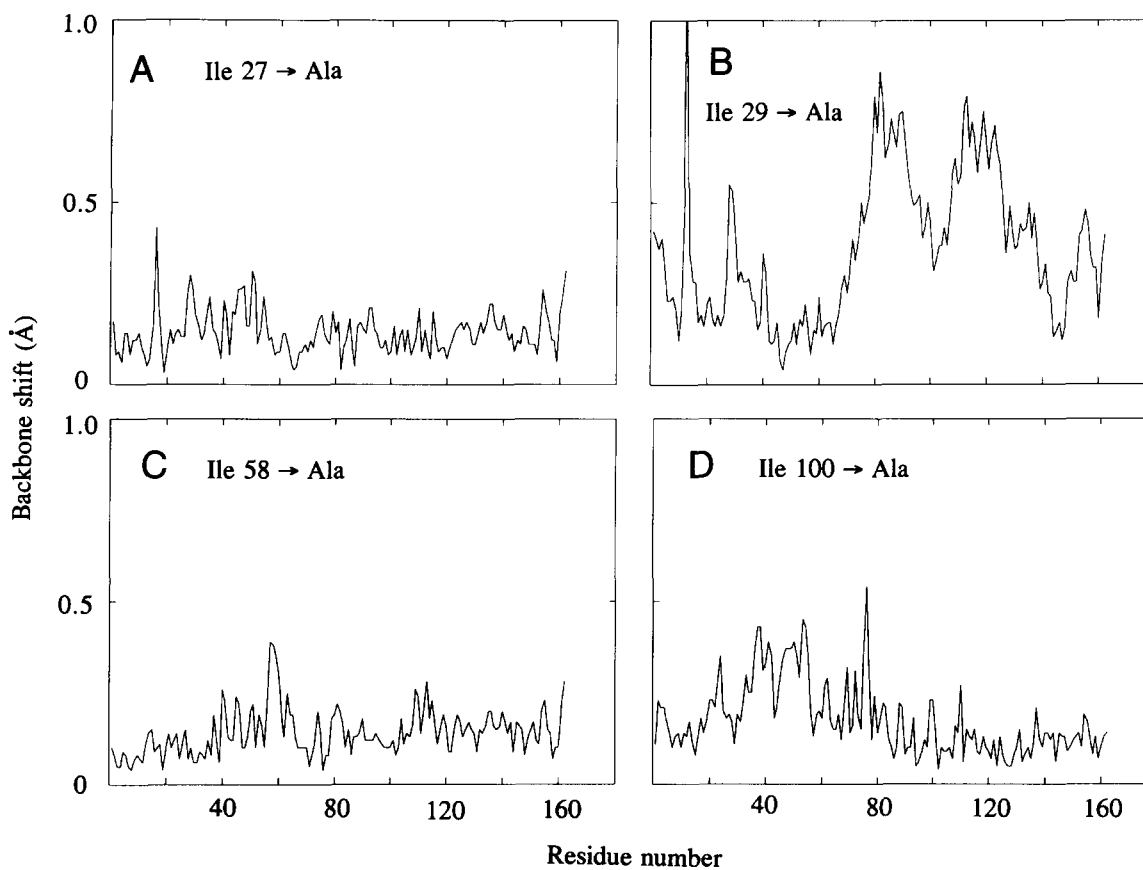 Backbone shift (Å)
1.0
0.5
0
A
Ile 27 → Ala
B
Ile 29 → Ala
1.0
0.5
0
C
Ile 58 → Ala
D
Ile 100 → Ala
40 80 120 160
40 80 120 160
Residue number